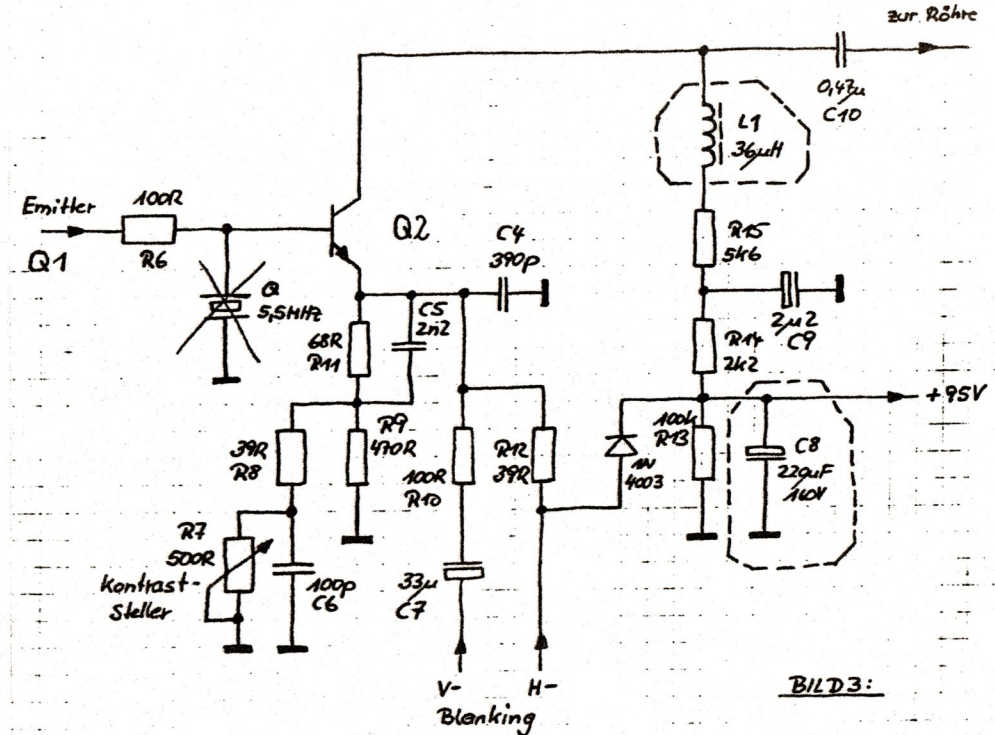 zur Röhre
0,47µ
C10
L1
36µH
Emitter
100R
Q1
R6
Q2
C4
390p
R15
5k6
Q
5,5MHz
C5
2n2
68R
R11
2µ2
C9
R14
2k2
+95V
39R
R8
R9
470R
100R
R10
R12
39R
1N
4003
100k
R13
C8
220µF
160V
R7
500R
Kontrast-
Steller
100p
C6
33µ
C7
V-
H-
Blanking
BILD3: